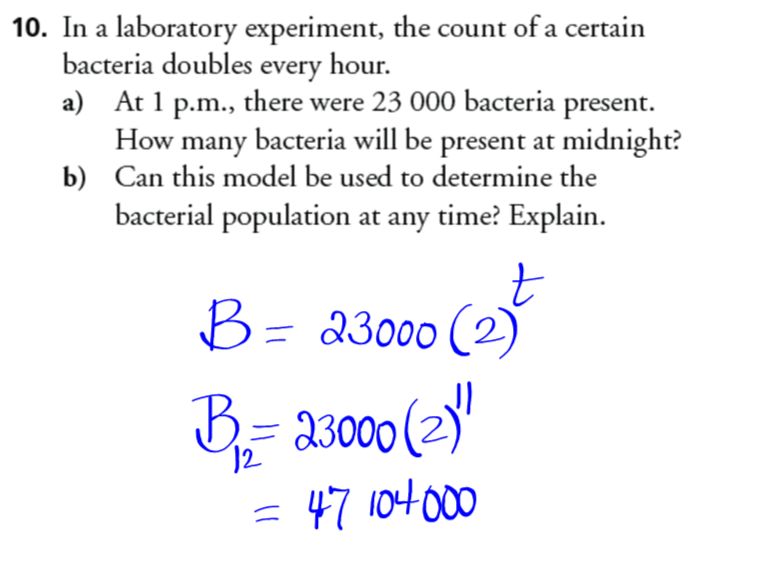 10. In a laboratory experiment, the count of a certain
bacteria doubles every hour.
a) At 1 p.m., there were 23 000 bacteria present.
How many bacteria will be present at midnight?
b) Can this model be used to determine the
bacterial population at any time? Explain.
B = 23000 (2)^t
B₁₂ = 23000 (2)^11
= 47 104 000